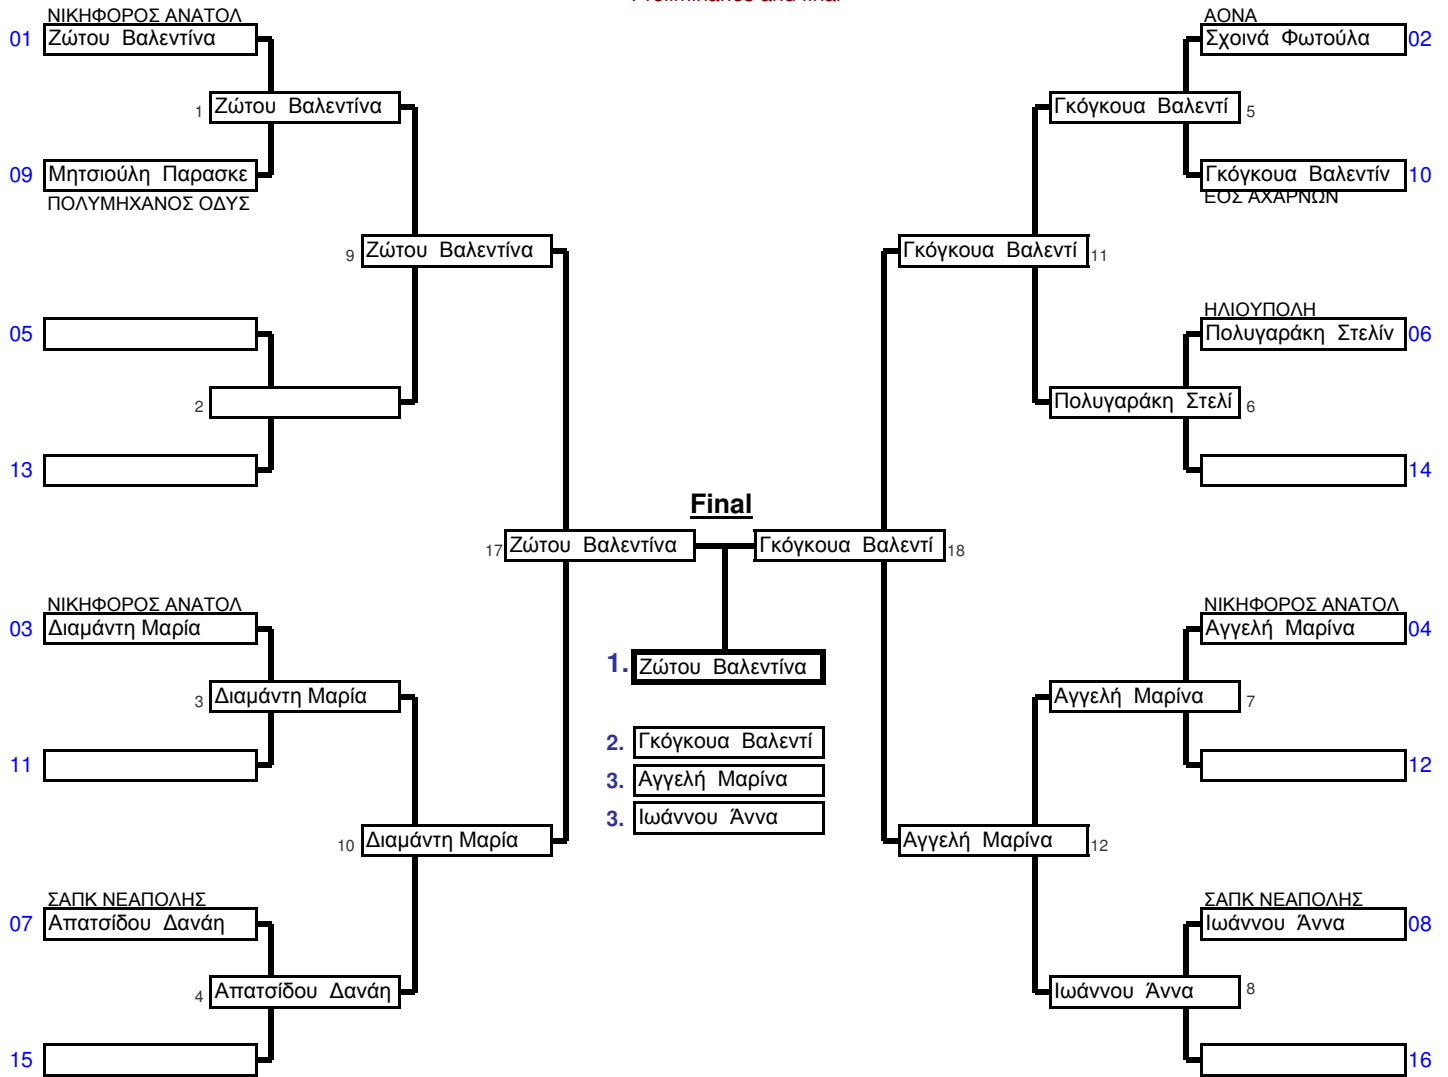 Preliminaries and final
ΝΙΚΗΦΟΡΟΣ ΑΝΑΤΟΛ
01 Ζώτου Βαλεντίνα
1 Ζώτου Βαλεντίνα
09 Μητσιούλη Παρασκε
ΠΟΛΥΜΗΧΑΝΟΣ ΟΔΥΣ
9 Ζώτου Βαλεντίνα
05
2
13
17 Ζώτου Βαλεντίνα
ΝΙΚΗΦΟΡΟΣ ΑΝΑΤΟΛ
03 Διαμάντη Μαρία
3 Διαμάντη Μαρία
11
10 Διαμάντη Μαρία
ΣΑΠΚ ΝΕΑΠΟΛΗΣ
07 Απατσίδου Δανάη
4 Απατσίδου Δανάη
15
Final
1. Ζώτου Βαλεντίνα
2. Γκόγκουα Βαλεντί
3. Αγγελή Μαρίνα
3. Ιωάννου Άννα
ΑΟΝΑ
Σχοινά Φωτούλα 02
Γκόγκουα Βαλεντί 5
Γκόγκουα Βαλεντίν 10
ΕΟΣ ΑΧΑΡΝΩΝ
Γκόγκουα Βαλεντί 11
ΗΛΙΟΥΠΟΛΗ
Πολυγαράκη Στελίν 06
Πολυγαράκη Στελί 6
14
Γκόγκουα Βαλεντί 18
ΝΙΚΗΦΟΡΟΣ ΑΝΑΤΟΛ
Αγγελή Μαρίνα 04
Αγγελή Μαρίνα 7
12
Αγγελή Μαρίνα 12
ΣΑΠΚ ΝΕΑΠΟΛΗΣ
Ιωάννου Άννα 08
Ιωάννου Άννα 8
16